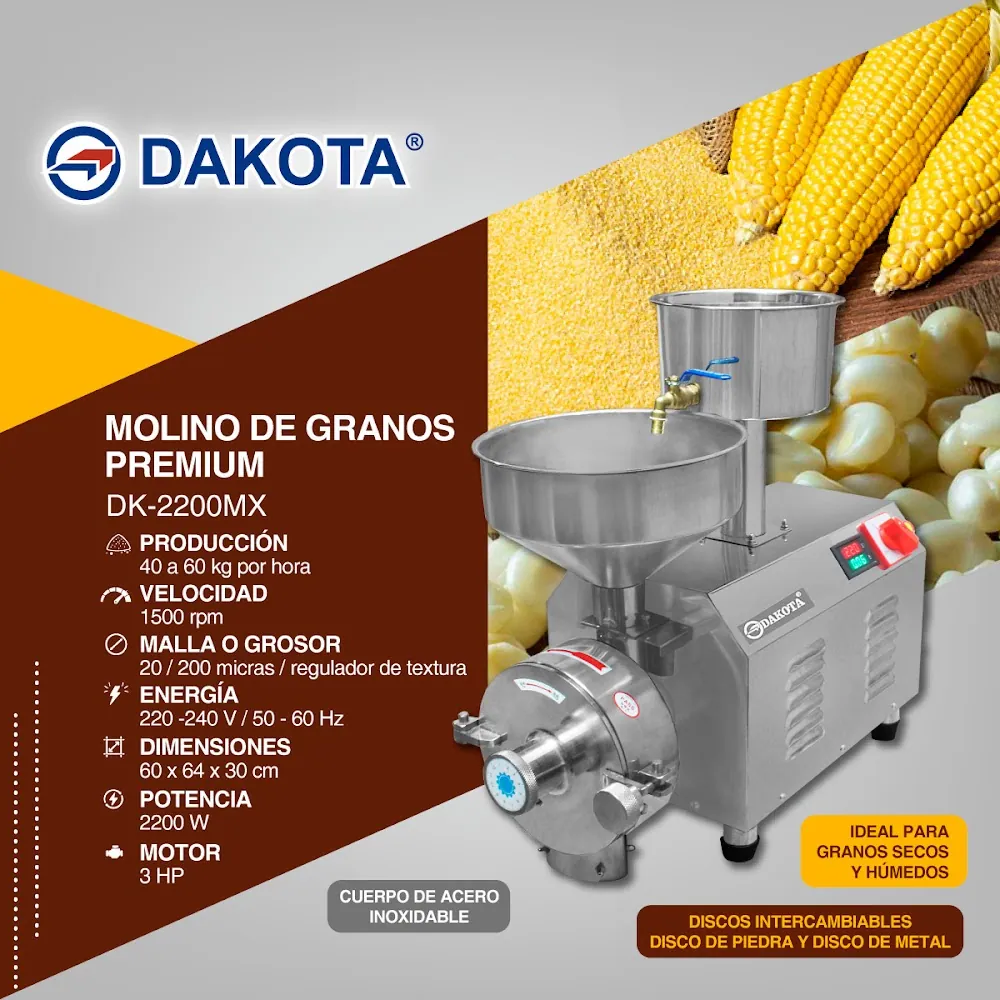 DAKOTA®
MOLINO DE GRANOS
PREMIUM
DK-2200MX
PRODUCCIÓN
40 a 60 kg por hora
VELOCIDAD
1500 rpm
MALLA O GROSOR
20 / 200 micras / regulador de textura
ENERGÍA
220 -240 V / 50 - 60 Hz
DIMENSIONES
60 x 64 x 30 cm
POTENCIA
2200 W
MOTOR
3 HP
220
DAKOTA®
CUERPO DE ACERO
INOXIDABLE
IDEAL PARA
GRANOS SECOS
Y HÚMEDOS
DISCOS INTERCAMBIABLES
DISCO DE PIEDRA Y DISCO DE METAL